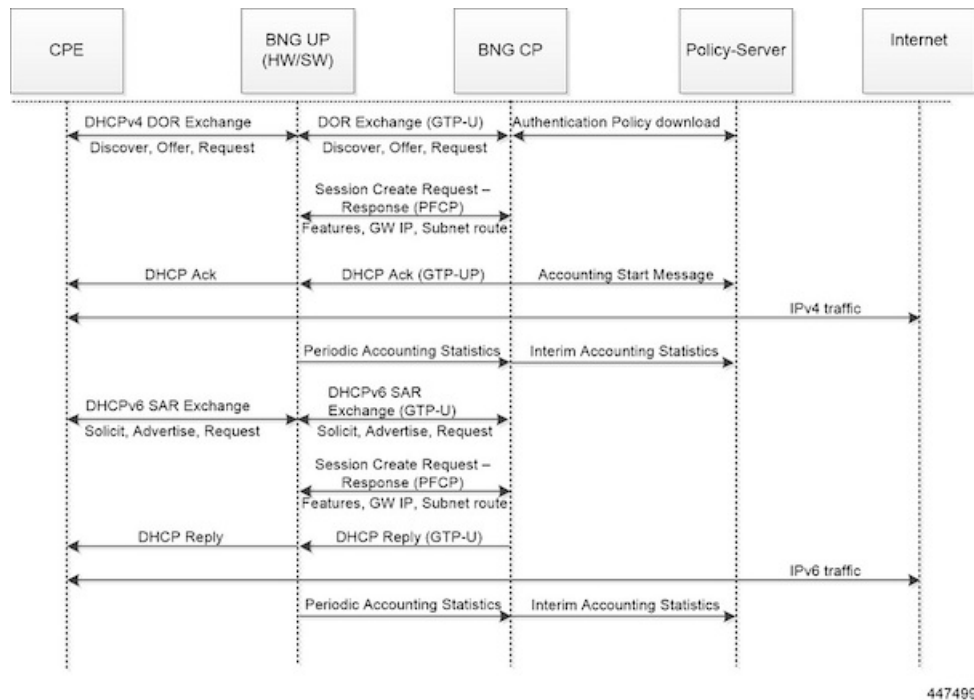 CPE
BNG UP
(HW/SW)
BNG CP
Policy-Server
Internet
DHCPv4 DOR Exchange
DOR Exchange (GTP-U)
Authentication Policy download
Discover, Offer, Request
Discover, Offer, Request
Session Create Request –
Response (PFCP)
Features, GW IP, Subnet route
DHCP Ack
DHCP Ack (GTP-UP)
Accounting Start Message
IPv4 traffic
Periodic Accounting Statistics
Interim Accounting Statistics
DHCPv6 SAR Exchange
DHCPv6 SAR
Exchange (GTP-U)
Solicit, Advertise, Request
Solicit, Advertise, Request
Session Create Request –
Response (PFCP)
Features, GW IP, Subnet route
DHCP Reply
DHCP Reply (GTP-U)
IPv6 traffic
Periodic Accounting Statistics
Interim Accounting Statistics
447499